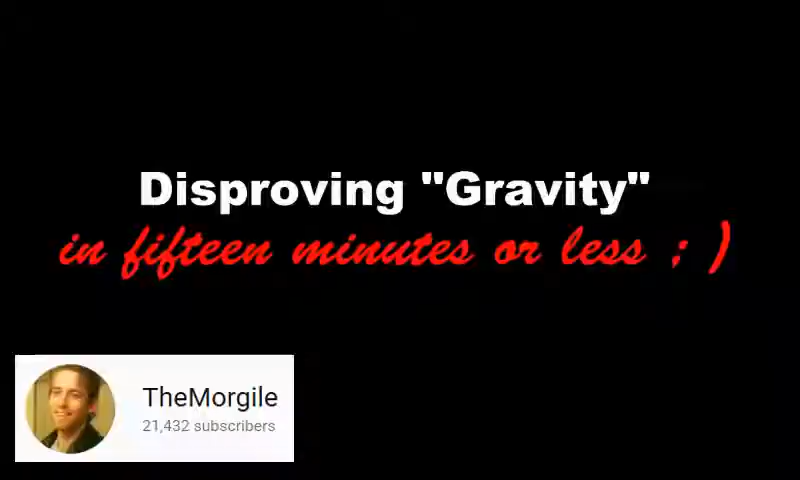 Disproving "Gravity"
in fifteen minutes or less ; )
TheMorgile
21,432 subscribers